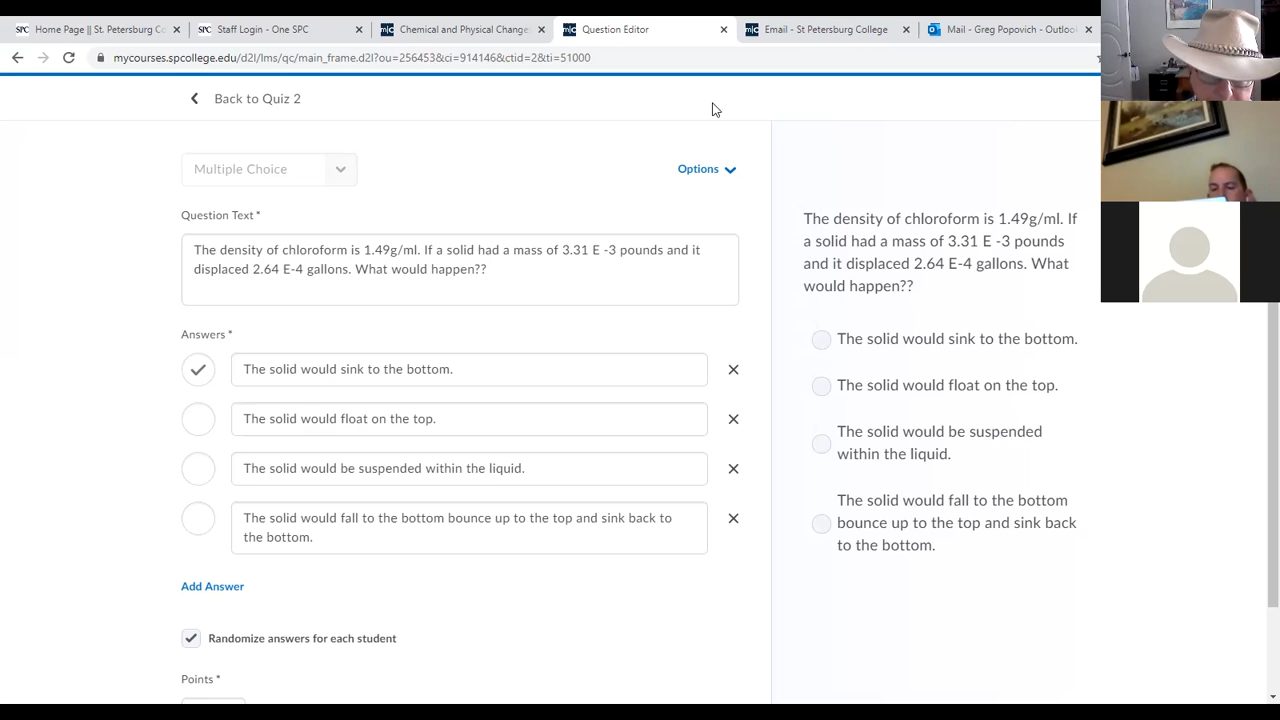 Home Page || St. Petersburg Co
Staff Login - One SPC
Chemical and Physical Change
Question Editor
Email - St Petersburg College
Mail - Greg Popovich - Outloo
mycourses.spcollege.edu/d2l/lms/qc/main_frame.d2l?ou=256453&ci=914146&ctid=2&ti=51000
Back to Quiz 2
Multiple Choice
Options
Question Text *
The density of chloroform is 1.49g/ml. If a solid had a mass of 3.31 E -3 pounds and it
displaced 2.64 E-4 gallons. What would happen??
Answers *
The solid would sink to the bottom.
The solid would float on the top.
The solid would be suspended within the liquid.
The solid would fall to the bottom bounce up to the top and sink back to
the bottom.
Add Answer
Randomize answers for each student
Points *
The density of chloroform is 1.49g/ml. If
a solid had a mass of 3.31 E -3 pounds
and it displaced 2.64 E-4 gallons. What
would happen??
The solid would sink to the bottom.
The solid would float on the top.
The solid would be suspended
within the liquid.
The solid would fall to the bottom
bounce up to the top and sink back
to the bottom.